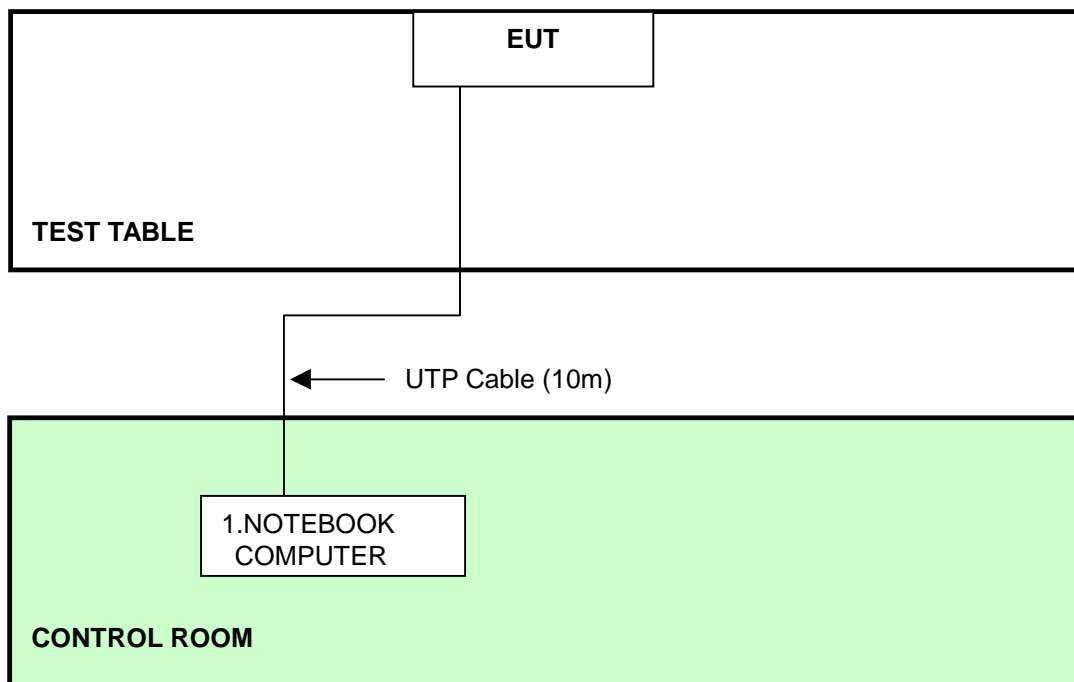 EUT
TEST TABLE
UTP Cable (10m)
1.NOTEBOOK
COMPUTER
CONTROL ROOM